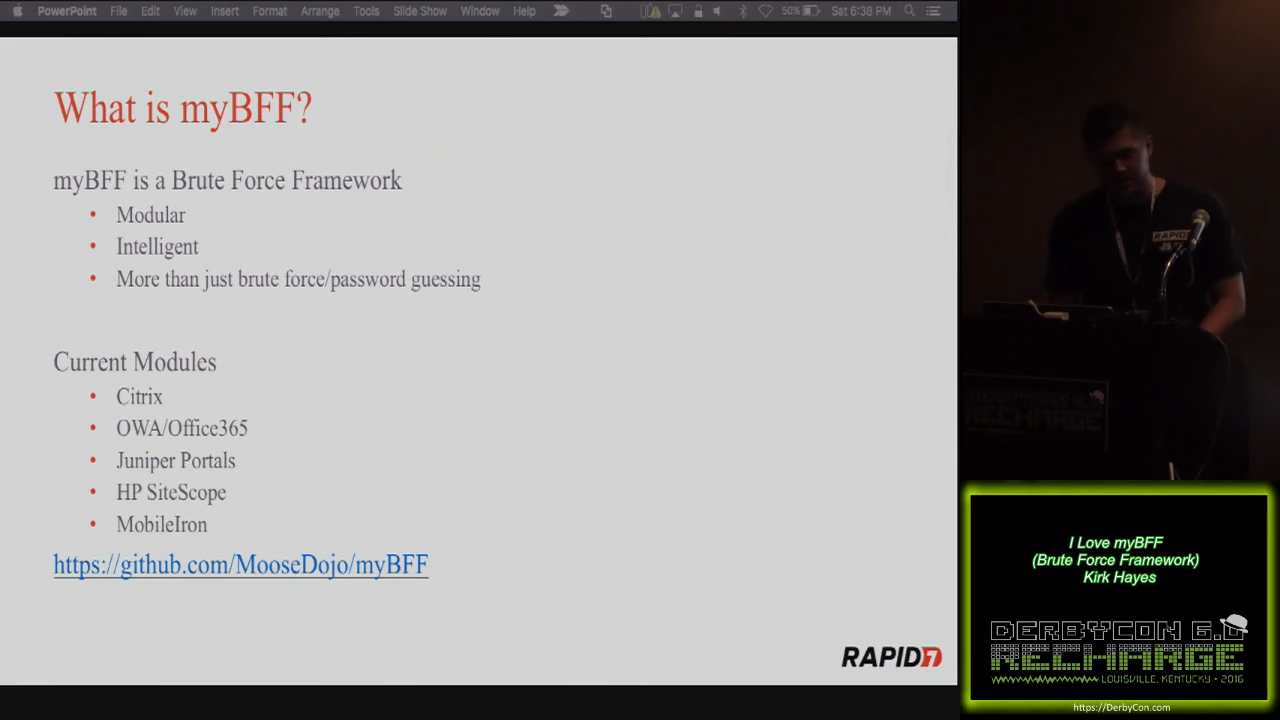 PowerPoint File Edit View Insert Format Arrange Tools Slide Show Window Help 50% Sat 6:38 PM
What is myBFF?
myBFF is a Brute Force Framework
• Modular
• Intelligent
• More than just brute force/password guessing
Current Modules
• Citrix
• OWA/Office365
• Juniper Portals
• HP SiteScope
• MobileIron
https://github.com/MooseDojo/myBFF
RAPID7
RAPID
RECHARGE
I Love myBFF
(Brute Force Framework)
Kirk Hayes
DERBYCON 6.0
RECHARGE
LOUISVILLE, KENTUCKY • 2016
https://DerbyCon.com